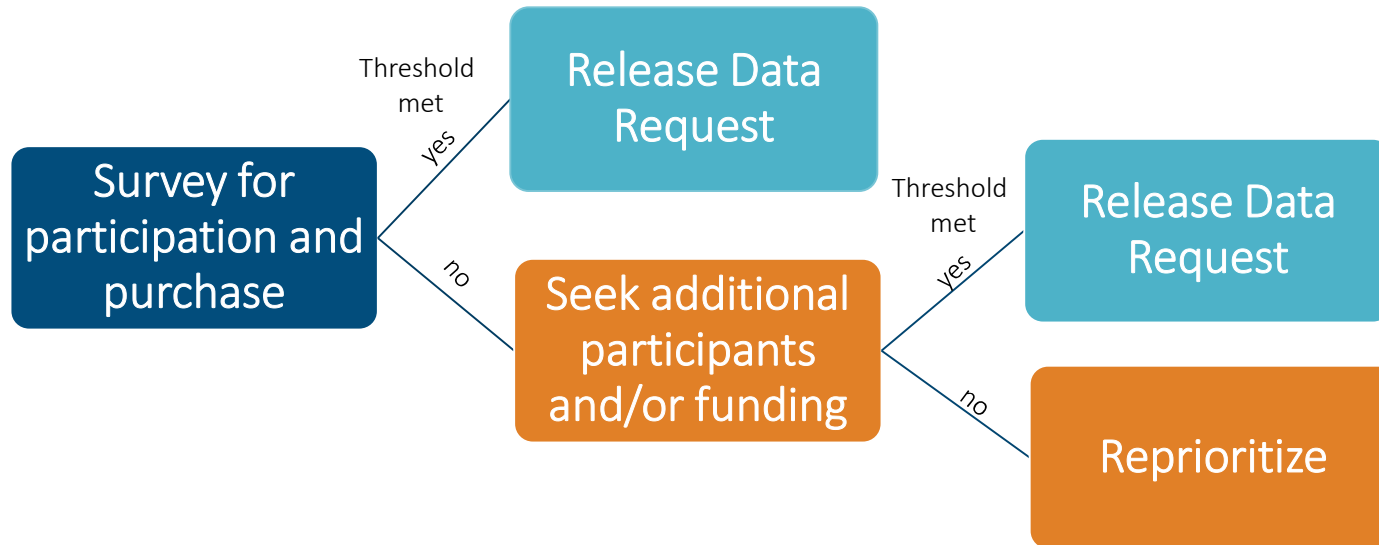 Survey for
participation and
purchase
Threshold
met
yes
no
Release Data
Request
Seek additional
participants
and/or funding
Threshold
met
yes
no
Release Data
Request
Reprioritize